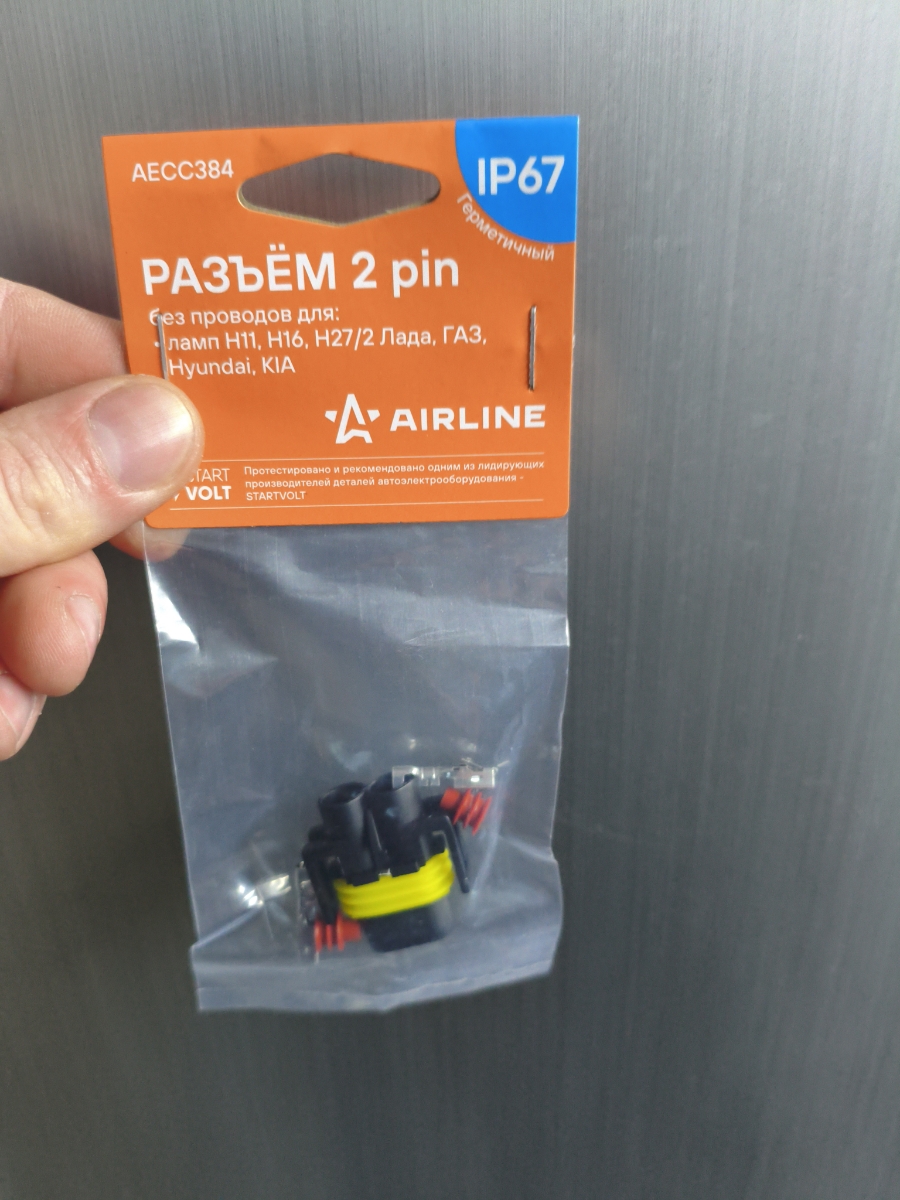 AECC384
IP67
Герметичный
РАЗЪЁМ 2 pin
без проводов для:
• ламп H11, H16, H27/2 Лада, ГАЗ,
Hyundai, KIA
AIRLINE
VOLT
Протестировано и рекомендовано одним из лидирующих
производителей деталей автоэлектрооборудования -
STARTVOLT